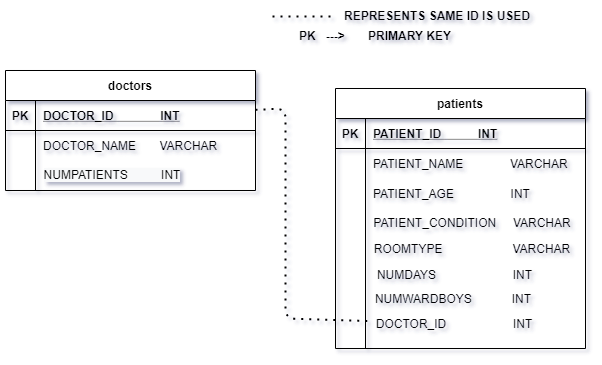 REPRESENTS SAME ID IS USED
PK ---> PRIMARY KEY
doctors
PK DOCTOR_ID INT
DOCTOR_NAME VARCHAR
NUMPATIENTS INT
patients
PK PATIENT_ID INT
PATIENT_NAME VARCHAR
PATIENT_AGE INT
PATIENT_CONDITION VARCHAR
ROOMTYPE VARCHAR
NUMDAYS INT
NUMWARDBOYS INT
DOCTOR_ID INT